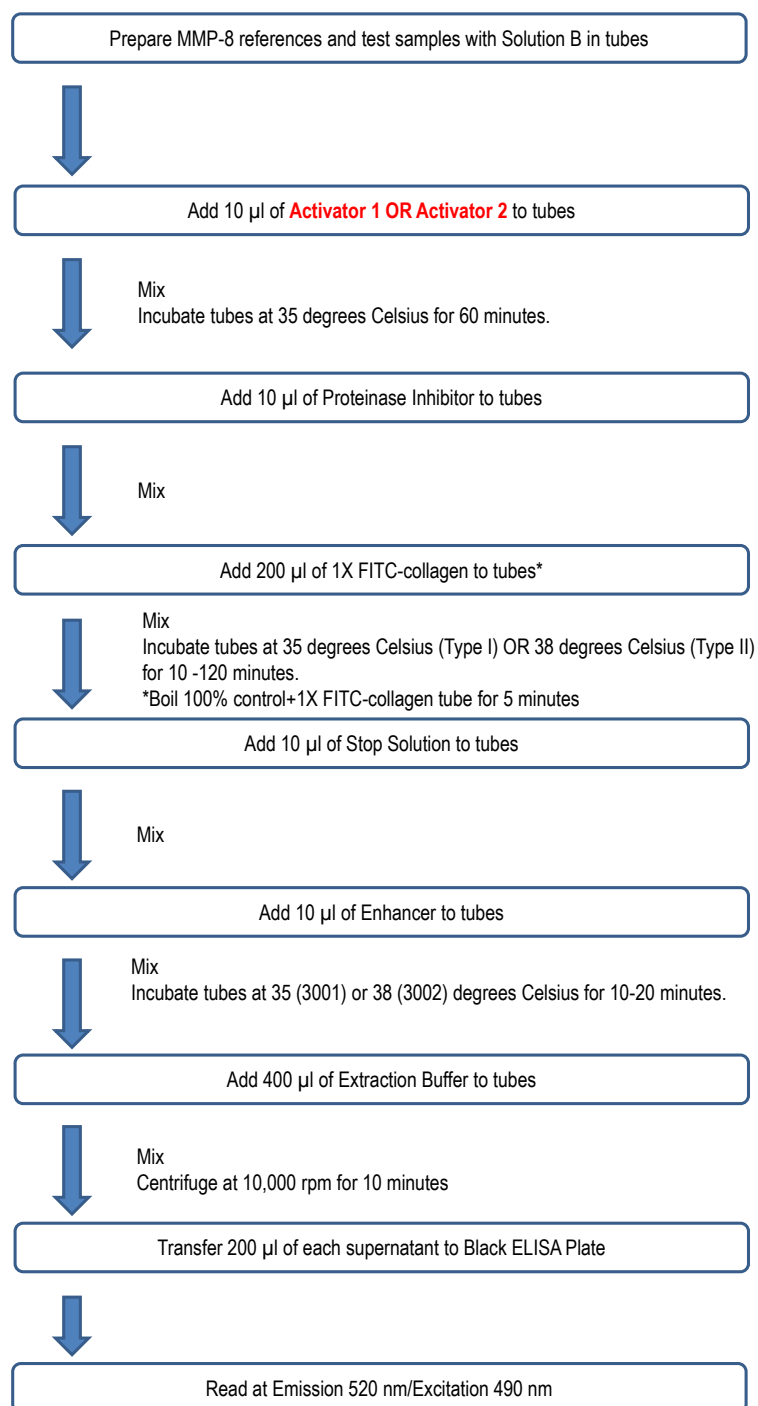 Prepare MMP-8 references and test samples with Solution B in tubes
Add 10 µl of Activator 1 OR Activator 2 to tubes
Mix
Incubate tubes at 35 degrees Celsius for 60 minutes.
Add 10 µl of Proteinase Inhibitor to tubes
Mix
Add 200 µl of 1X FITC-collagen to tubes*
Mix
Incubate tubes at 35 degrees Celsius (Type I) OR 38 degrees Celsius (Type II)
for 10 -120 minutes.
*Boil 100% control+1X FITC-collagen tube for 5 minutes
Add 10 µl of Stop Solution to tubes
Mix
Add 10 µl of Enhancer to tubes
Mix
Incubate tubes at 35 (3001) or 38 (3002) degrees Celsius for 10-20 minutes.
Add 400 µl of Extraction Buffer to tubes
Mix
Centrifuge at 10,000 rpm for 10 minutes
Transfer 200 µl of each supernatant to Black ELISA Plate
Read at Emission 520 nm/Excitation 490 nm